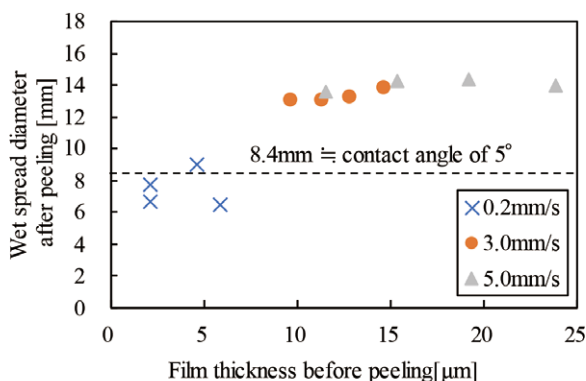 Wet spread diameter
after peeling [mm]
18
16
14
12
10
8
6
4
2
0
8.4mm ≒ contact angle of 5°
0.2mm/s
3.0mm/s
5.0mm/s
0 5 10 15 20 25
Film thickness before peeling[μm]